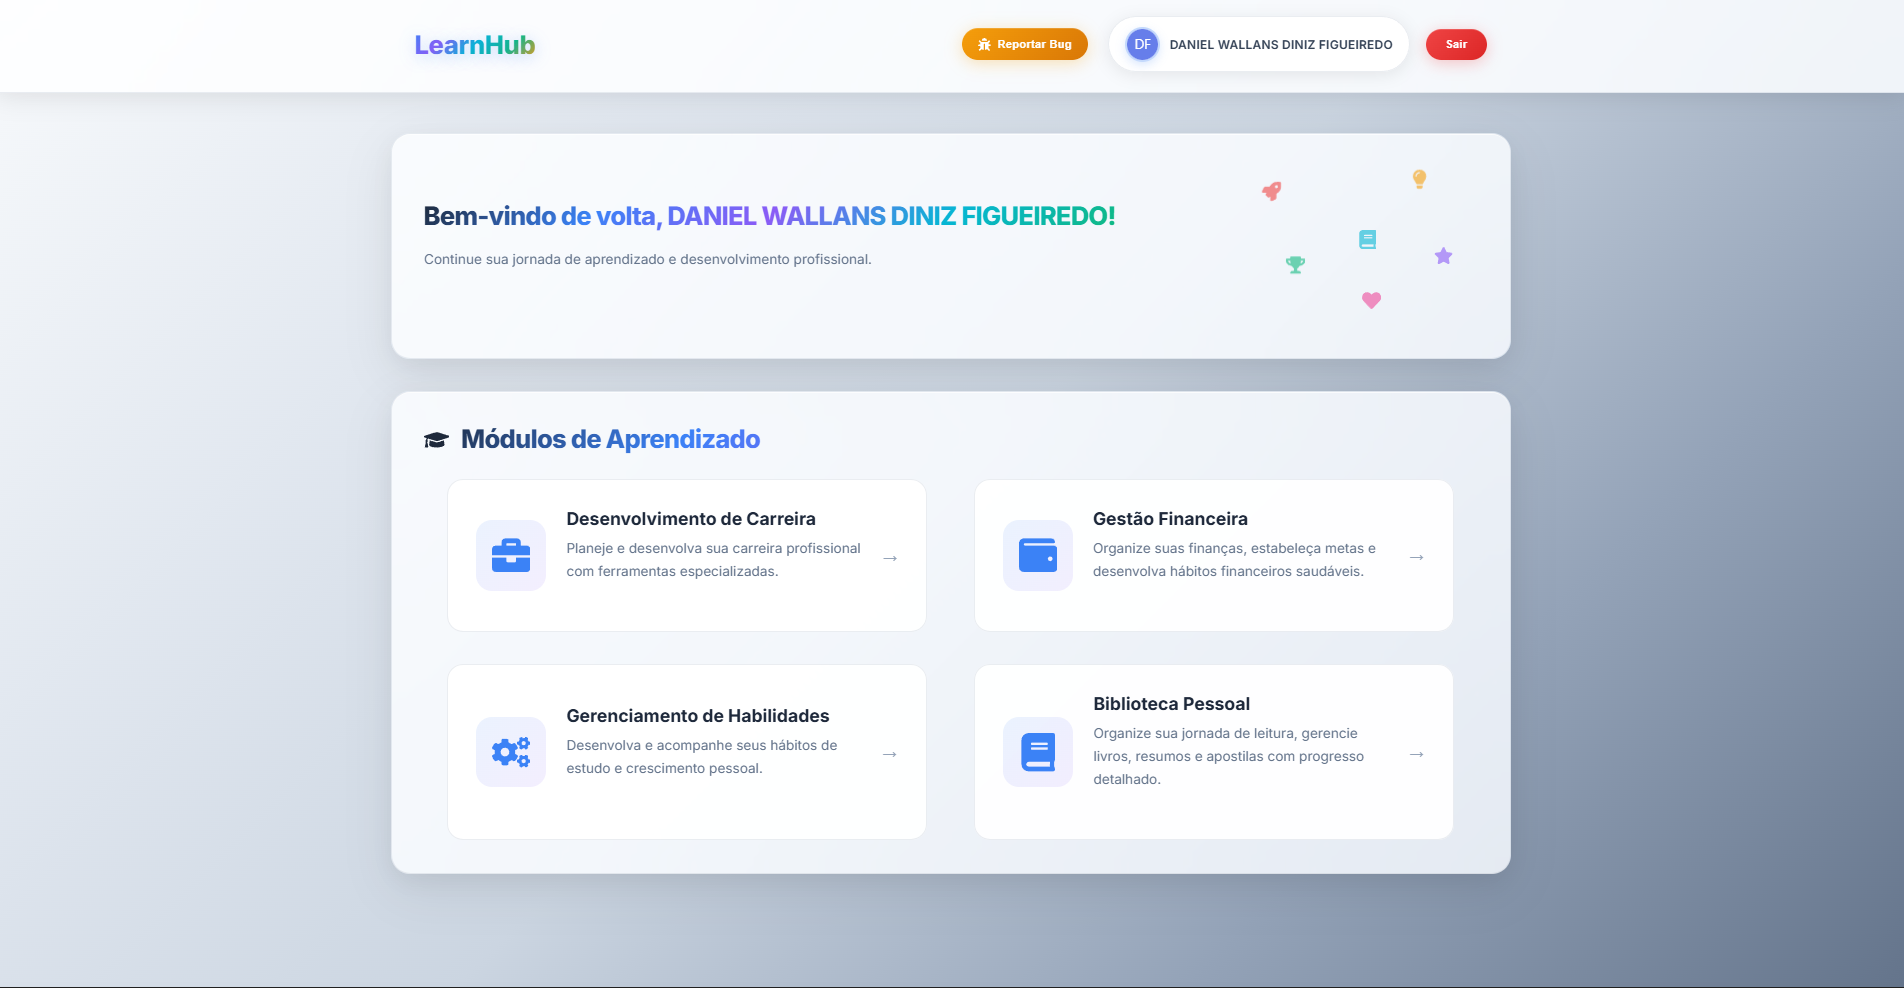 LearnHub
Reportar Bug
DF
DANIEL WALLANS DINIZ FIGUEIREDO
Sair
Bem-vindo de volta, DANIEL WALLANS DINIZ FIGUEIREDO!
Continue sua jornada de aprendizado e desenvolvimento profissional.
Módulos de Aprendizado
Desenvolvimento de Carreira
Planeje e desenvolva sua carreira profissional
com ferramentas especializadas.
→
Gestão Financeira
Organize suas finanças, estabeleça metas e
desenvolva hábitos financeiros saudáveis.
→
Gerenciamento de Habilidades
Desenvolva e acompanhe seus hábitos de
estudo e crescimento pessoal.
→
Biblioteca Pessoal
Organize sua jornada de leitura, gerencie
livros, resumos e apostilas com progresso
detalhado.
→